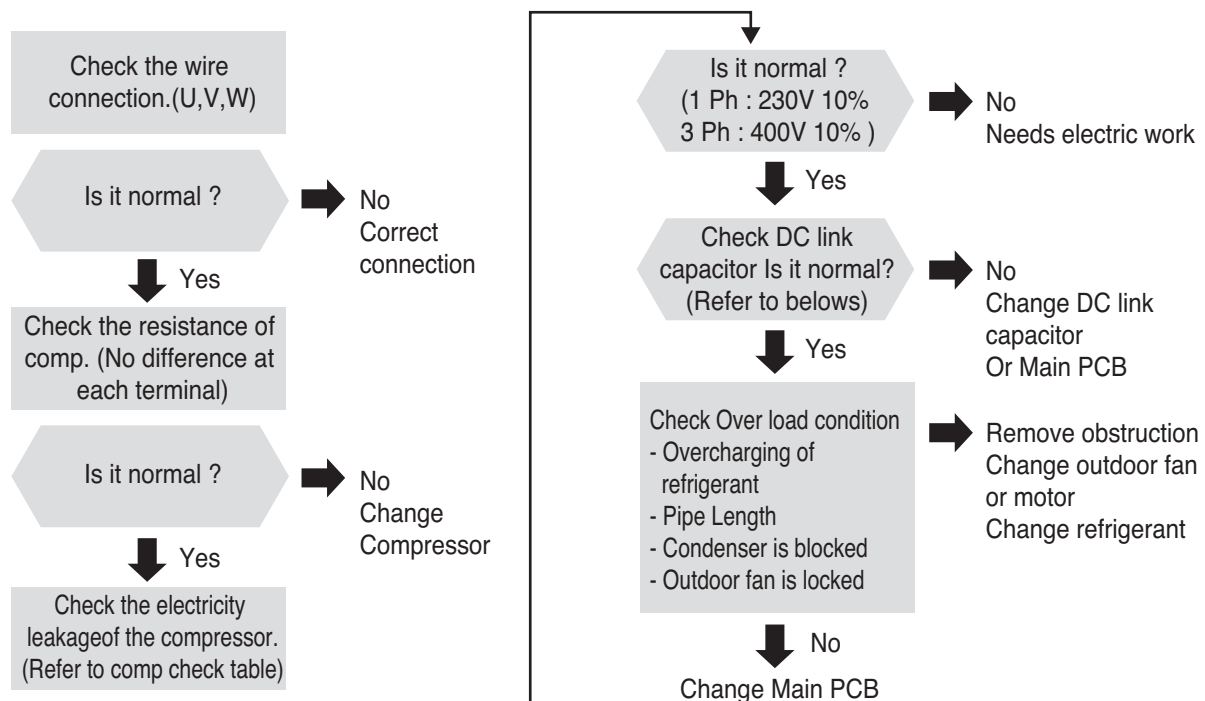 Check the wire
connection.(U,V,W)
Is it normal ?
No
Correct
connection
Yes
Check the resistance of
comp. (No difference at
each terminal)
Is it normal ?
No
Change
Compressor
Yes
Check the electricity
leakageof the compressor.
(Refer to comp check table)
Is it normal ?
(1 Ph : 230V 10%
3 Ph : 400V 10% )
No
Needs electric work
Yes
Check DC link
capacitor Is it normal?
(Refer to belows)
No
Change DC link
capacitor
Or Main PCB
Yes
Check Over load condition
- Overcharging of
refrigerant
- Pipe Length
- Condenser is blocked
- Outdoor fan is locked
Remove obstruction
Change outdoor fan
or motor
Change refrigerant
No
Change Main PCB